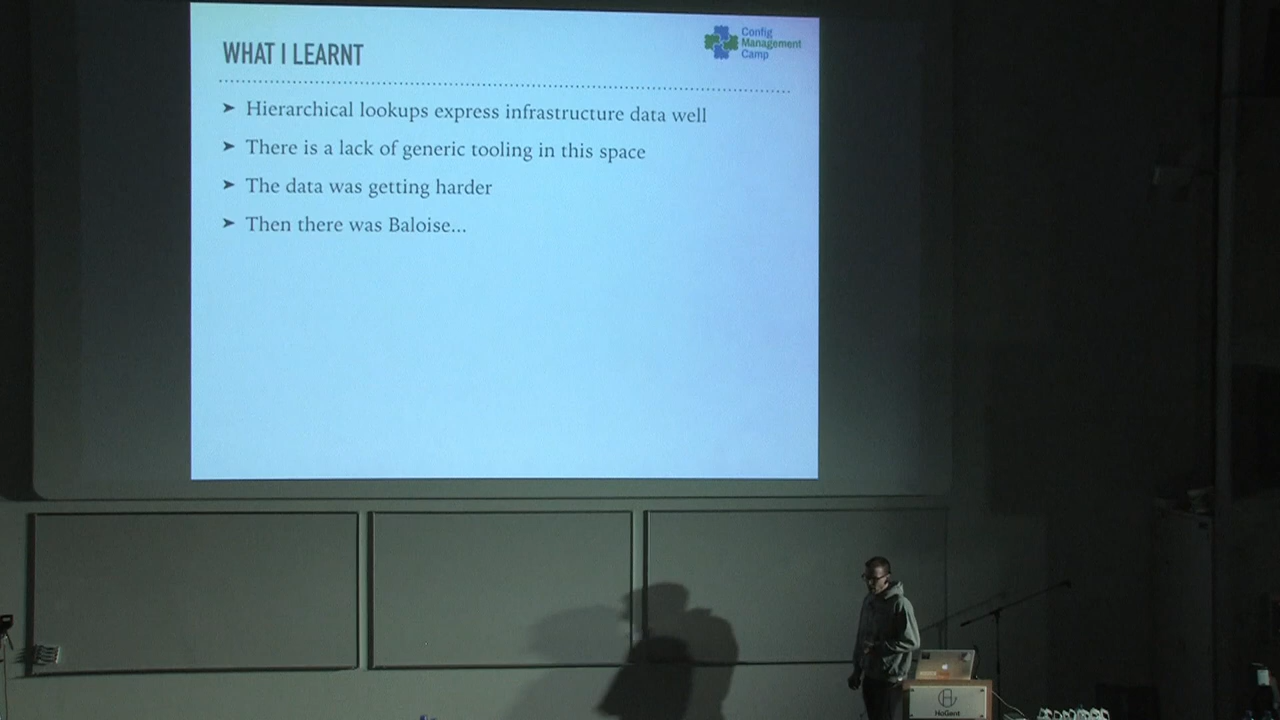 WHAT I LEARNT
Config
Management
Camp
➤ Hierarchical lookups express infrastructure data well
➤ There is a lack of generic tooling in this space
➤ The data was getting harder
➤ Then there was Baloise...
HoGent